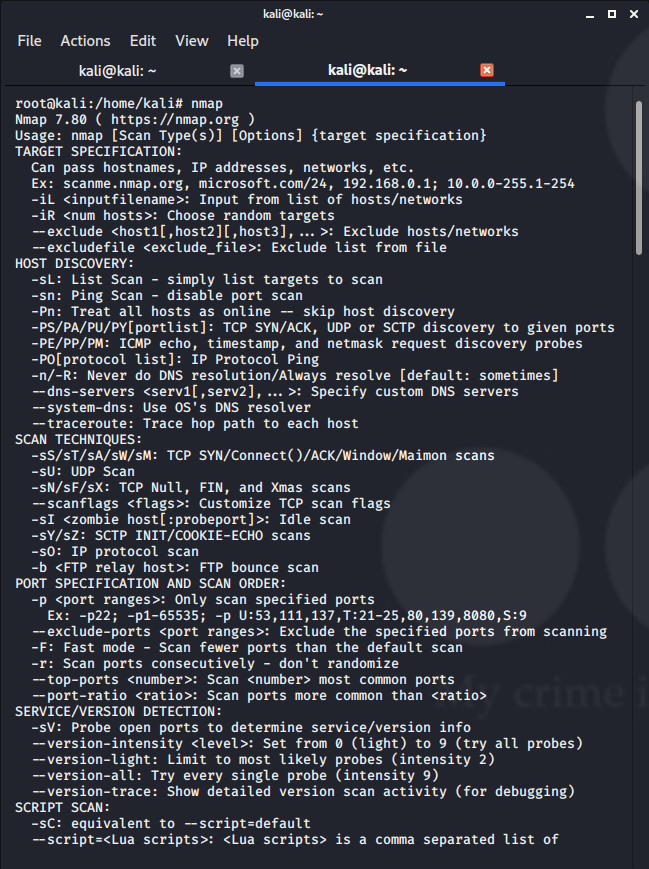 kali@kali: ~
File Actions Edit View Help
kali@kali: ~ kali@kali: ~
root@kali:/home/kali# nmap
Nmap 7.80 ( https://nmap.org )
Usage: nmap [Scan Type(s)] [Options] {target specification}
TARGET SPECIFICATION:
  Can pass hostnames, IP addresses, networks, etc.
  Ex: scanme.nmap.org, microsoft.com/24, 192.168.0.1; 10.0.0-255.1-254
  -iL <inputfilename>: Input from list of hosts/networks
  -iR <num hosts>: Choose random targets
  --exclude <host1[,host2][,host3],...>: Exclude hosts/networks
  --excludefile <exclude_file>: Exclude list from file
HOST DISCOVERY:
  -sL: List Scan - simply list targets to scan
  -sn: Ping Scan - disable port scan
  -Pn: Treat all hosts as online -- skip host discovery
  -PS/PA/PU/PY[portlist]: TCP SYN/ACK, UDP or SCTP discovery to given ports
  -PE/PP/PM: ICMP echo, timestamp, and netmask request discovery probes
  -PO[protocol list]: IP Protocol Ping
  -n/-R: Never do DNS resolution/Always resolve [default: sometimes]
  --dns-servers <serv1[,serv2],...>: Specify custom DNS servers
  --system-dns: Use OS's DNS resolver
  --traceroute: Trace hop path to each host
SCAN TECHNIQUES:
  -sS/sT/sA/sW/sM: TCP SYN/Connect()/ACK/Window/Maimon scans
  -sU: UDP Scan
  -sN/sF/sX: TCP Null, FIN, and Xmas scans
  --scanflags <flags>: Customize TCP scan flags
  -sI <zombie host[:probeport]>: Idle scan
  -sY/sZ: SCTP INIT/COOKIE-ECHO scans
  -sO: IP protocol scan
  -b <FTP relay host>: FTP bounce scan
PORT SPECIFICATION AND SCAN ORDER:
  -p <port ranges>: Only scan specified ports
    Ex: -p22; -p1-65535; -p U:53,111,137,T:21-25,80,139,8080,S:9
  --exclude-ports <port ranges>: Exclude the specified ports from scanning
  -F: Fast mode - Scan fewer ports than the default scan
  -r: Scan ports consecutively - don't randomize
  --top-ports <number>: Scan <number> most common ports
  --port-ratio <ratio>: Scan ports more common than <ratio>
My crime i
SERVICE/VERSION DETECTION:
  -sV: Probe open ports to determine service/version info
  --version-intensity <level>: Set from 0 (light) to 9 (try all probes)
  --version-light: Limit to most likely probes (intensity 2)
  --version-all: Try every single probe (intensity 9)
  --version-trace: Show detailed version scan activity (for debugging)
SCRIPT SCAN:
  -sC: equivalent to --script=default
  --script=<Lua scripts>: <Lua scripts> is a comma separated list of